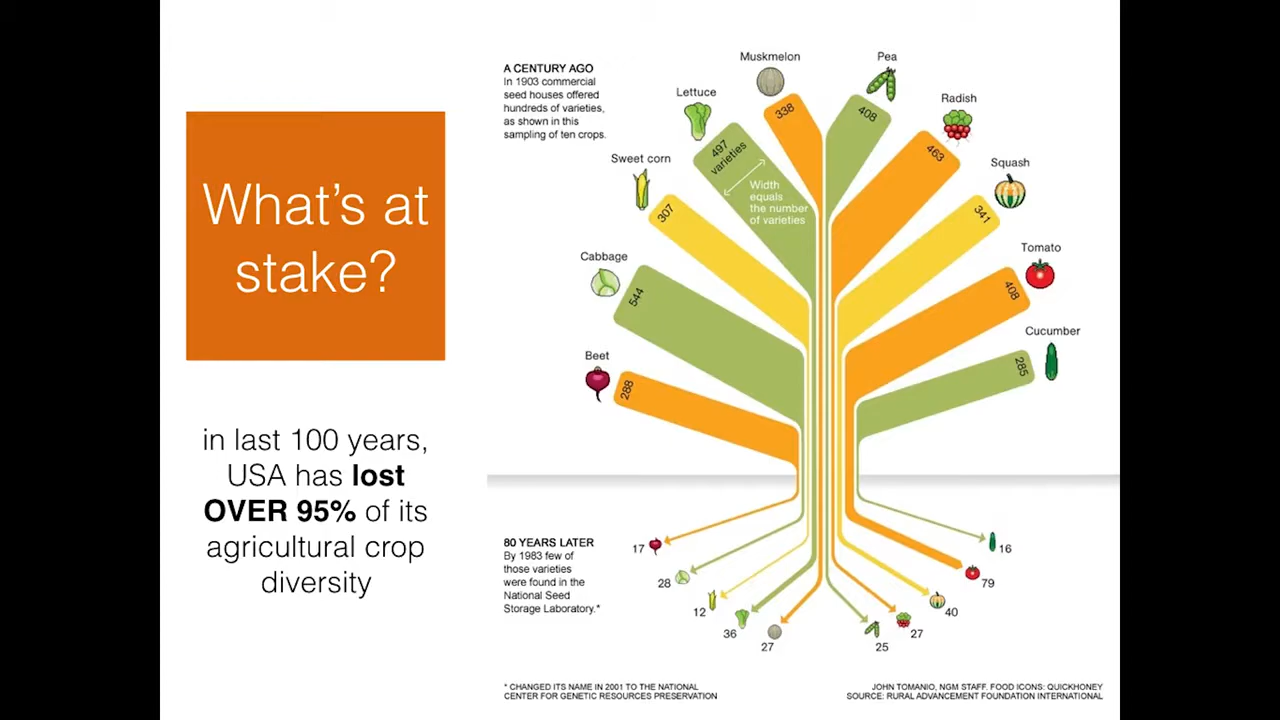 What's at
stake?
in last 100 years,
USA has lost
OVER 95% of its
agricultural crop
diversity
A CENTURY AGO
In 1903 commercial
seed houses offered
hundreds of varieties,
as shown in this
sampling of ten crops.
Muskmelon
338
Pea
408
Lettuce
497
varieties
Width
equals
the number
of varieties
Radish
463
Sweet corn
307
Squash
341
Cabbage
544
Tomato
408
Beet
288
Cucumber
285
80 YEARS LATER
By 1983 few of
those varieties
were found in the
National Seed
Storage Laboratory.*
17
28
12
36
27
25
27
40
79
16
* CHANGED ITS NAME IN 2001 TO THE NATIONAL
CENTER FOR GENETIC RESOURCES PRESERVATION
JOHN TOMANIO, NGM STAFF. FOOD ICONS: QUICKHONEY
SOURCE: RURAL ADVANCEMENT FOUNDATION INTERNATIONAL